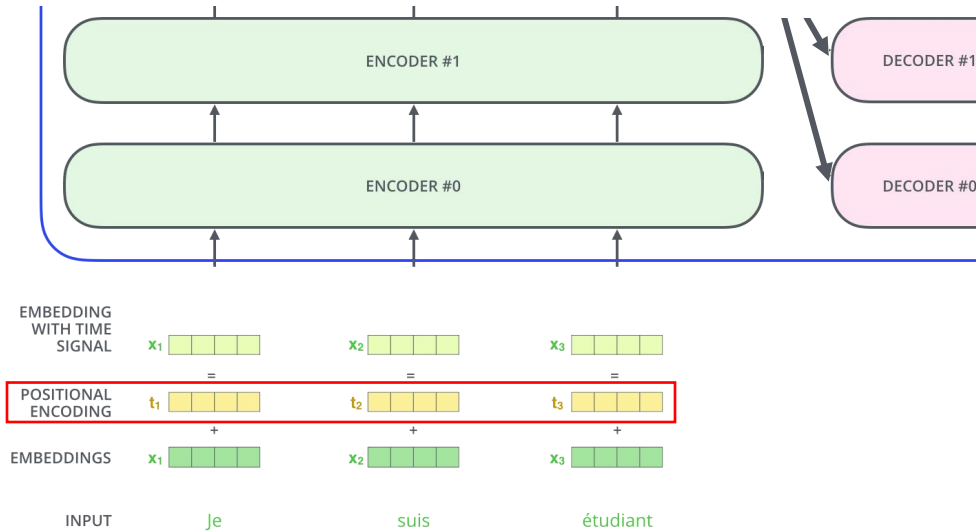 ENCODER #1
DECODER #1
ENCODER #0
DECODER #0
EMBEDDING
WITH TIME
SIGNAL
x₁ x₂ x₃
= = =
POSITIONAL
ENCODING
t₁ t₂ t₃
+ + +
EMBEDDINGS x₁ x₂ x₃
INPUT Je suis étudiant